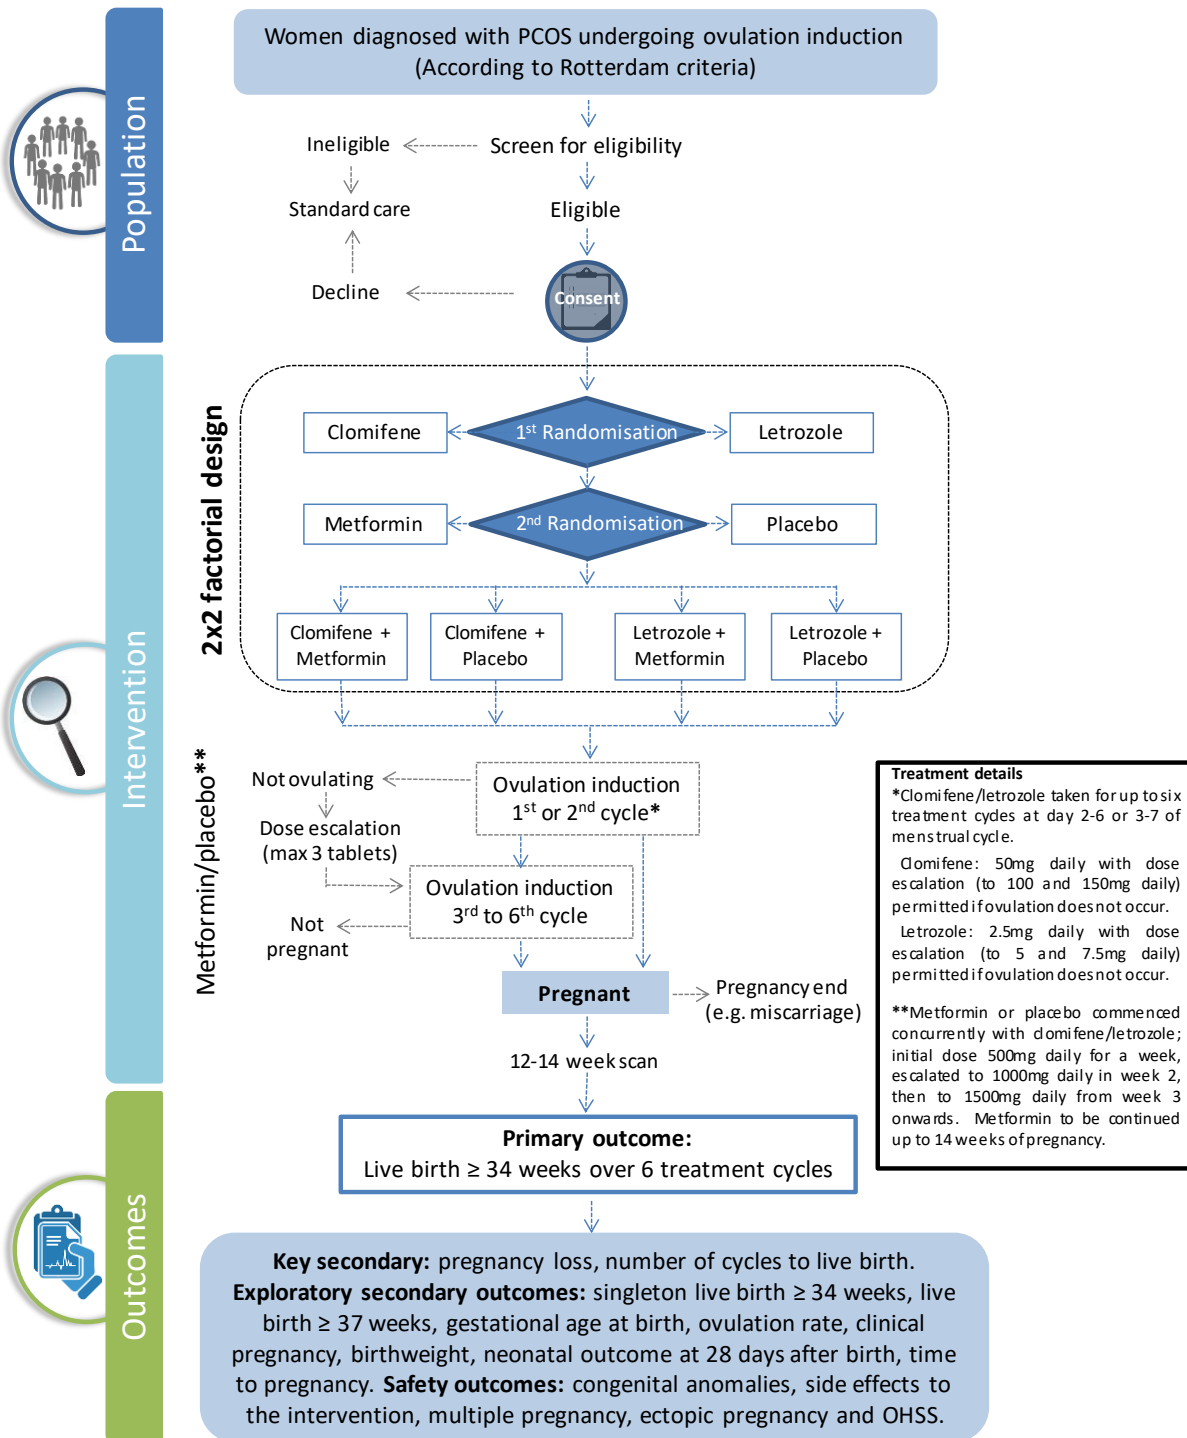 Women diagnosed with PCOS undergoing ovulation induction
(According to Rotterdam criteria)
Population
Ineligible
Screen for eligibility
Standard care
Eligible
Decline
Consent
2x2 factorial design
Clomifene
1st Randomisation
Letrozole
Metformin
2nd Randomisation
Placebo
Clomifene +
Metformin
Clomifene +
Placebo
Letrozole +
Metformin
Letrozole +
Placebo
Intervention
Metformin/placebo**
Not ovulating
Ovulation induction
1st or 2nd cycle*
Dose escalation
(max 3 tablets)
Ovulation induction
3rd to 6th cycle
Not
pregnant
Pregnant
Pregnancy end
(e.g. miscarriage)
12-14 week scan
Treatment details
*Clomifene/letrozole taken for up to six
treatment cycles at day 2-6 or 3-7 of
menstrual cycle.
Clomifene: 50mg daily with dose
escalation (to 100 and 150mg daily)
permitted if ovulation does not occur.
Letrozole: 2.5mg daily with dose
escalation (to 5 and 7.5mg daily)
permitted if ovulation does not occur.
**Metformin or placebo commenced
concurrently with clomifene/letrozole;
initial dose 500mg daily for a week,
escalated to 1000mg daily in week 2,
then to 1500mg daily from week 3
onwards. Metformin to be continued
up to 14 weeks of pregnancy.
Outcomes
Primary outcome:
Live birth ≥ 34 weeks over 6 treatment cycles
Key secondary: pregnancy loss, number of cycles to live birth.
Exploratory secondary outcomes: singleton live birth ≥ 34 weeks, live
birth ≥ 37 weeks, gestational age at birth, ovulation rate, clinical
pregnancy, birthweight, neonatal outcome at 28 days after birth, time
to pregnancy. Safety outcomes: congenital anomalies, side effects to
the intervention, multiple pregnancy, ectopic pregnancy and OHSS.